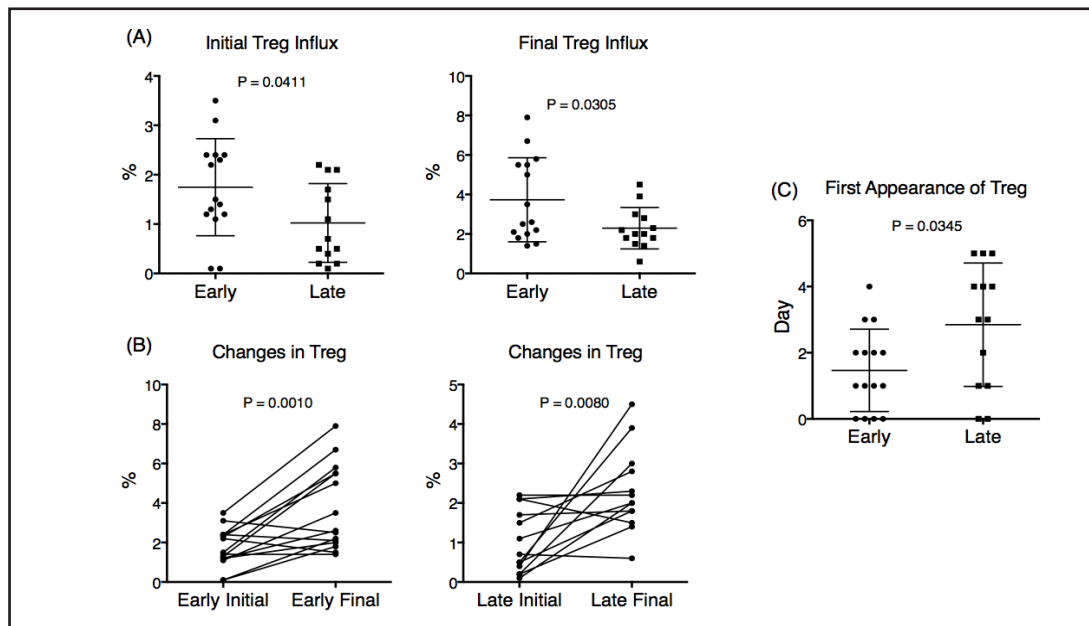 (A)
Initial Treg Influx
P = 0.0411
4
3
2
1
0
%
Early Late
Final Treg Influx
P = 0.0305
10
8
6
4
2
0
%
Early Late
(B)
Changes in Treg
P = 0.0010
10
8
6
4
2
0
%
Early Initial Early Final
Changes in Treg
P = 0.0080
5
4
3
2
1
0
%
Late Initial Late Final
(C)
First Appearance of Treg
P = 0.0345
6
4
2
0
Day
Early Late